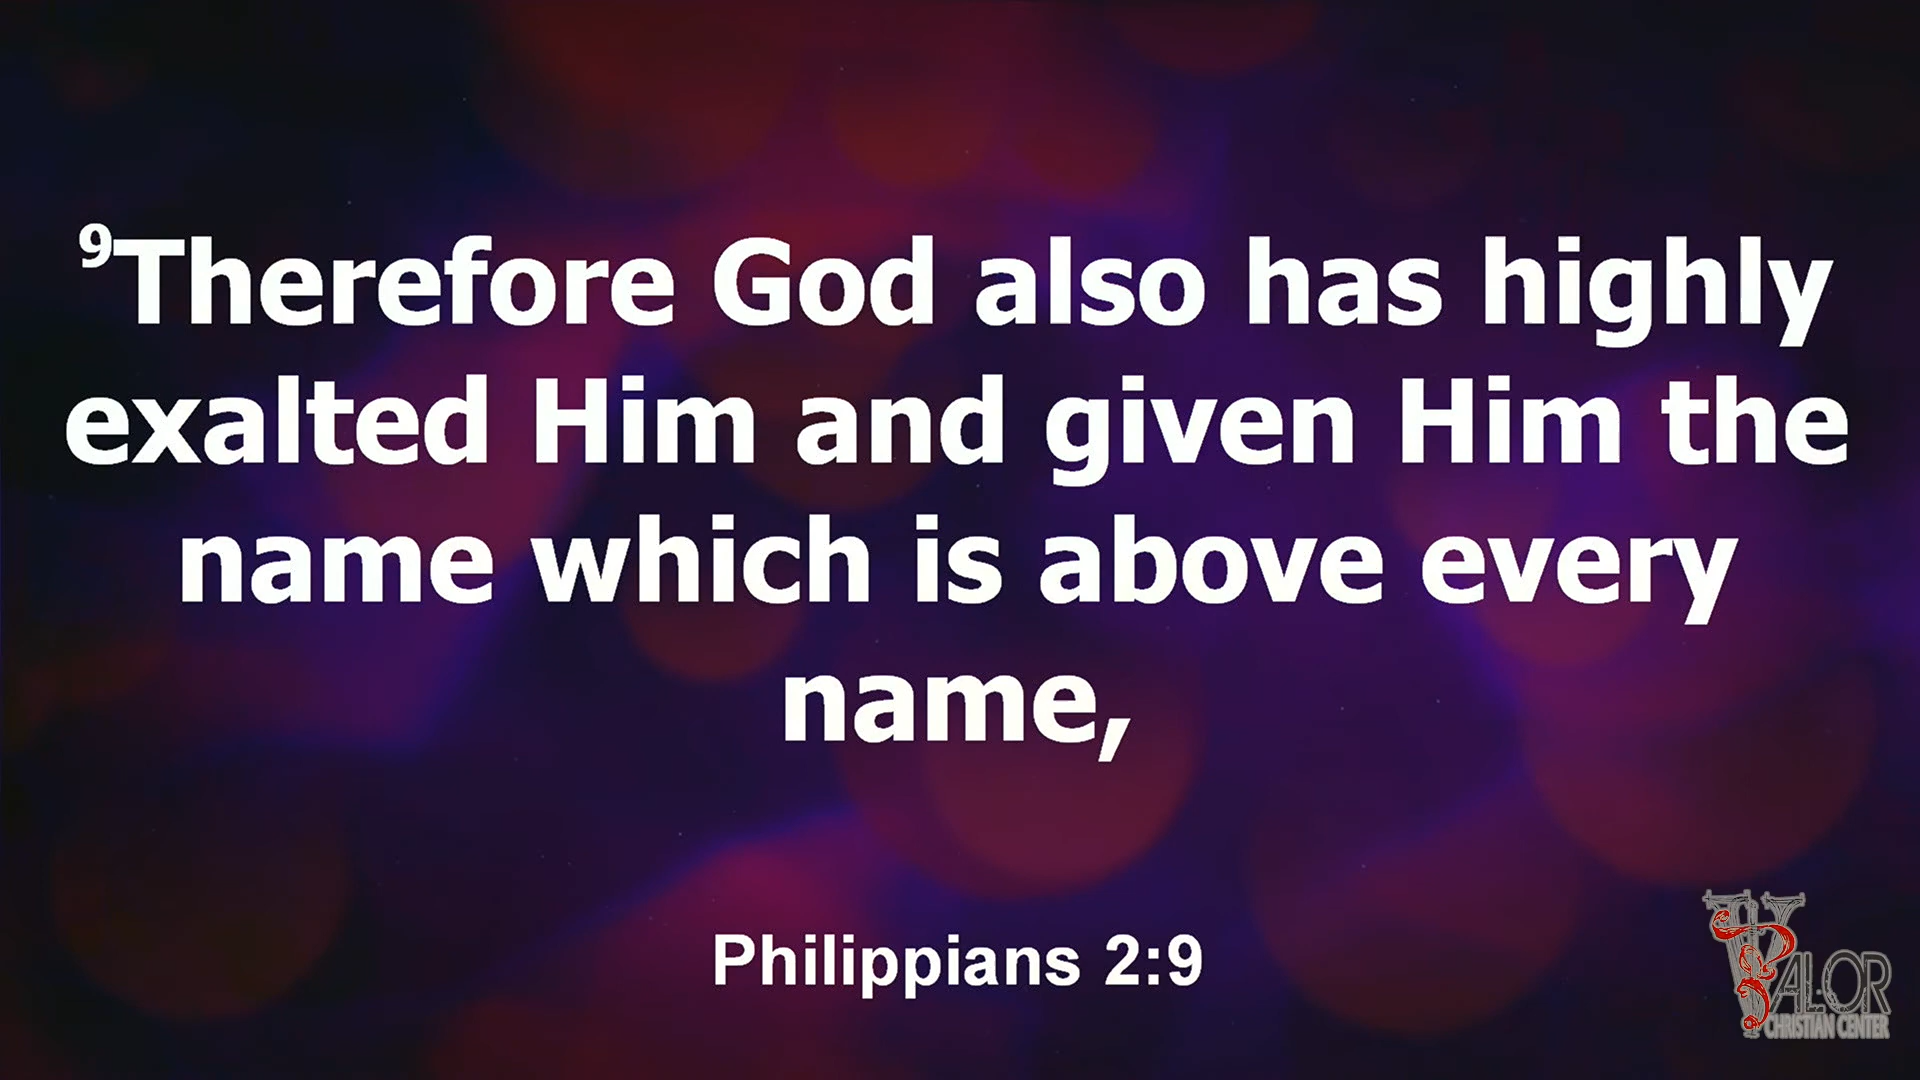 ⁹Therefore God also has highly
exalted Him and given Him the
name which is above every
name,
Philippians 2:9
VALOR
CHRISTIAN CENTER